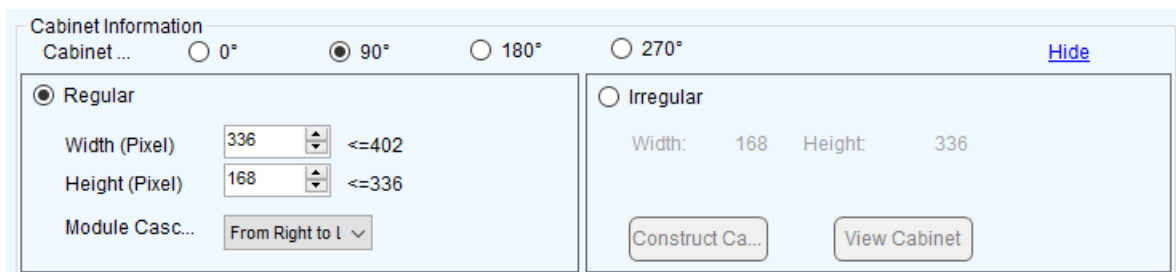 Cabinet Information
Cabinet ... 0° 90° 180° 270° Hide
Regular
Width (Pixel) 336 <=402
Height (Pixel) 168 <=336
Module Casc... From Right to L
Irregular
Width: 168 Height: 336
Construct Ca... View Cabinet